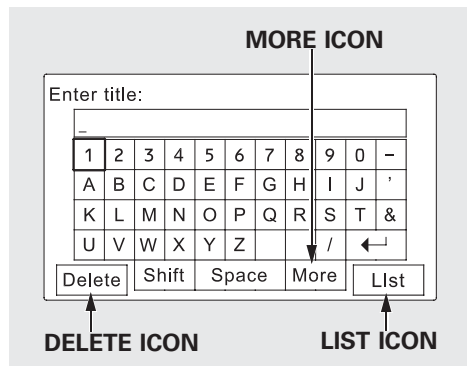 MORE ICON
Enter title:
_
1 2 3 4 5 6 7 8 9 0 –
A B C D E F G H I J '
K L M N O P Q R S T &
U V W X Y Z /
Delete Shift Space More LIst
DELETE ICON LIST ICON